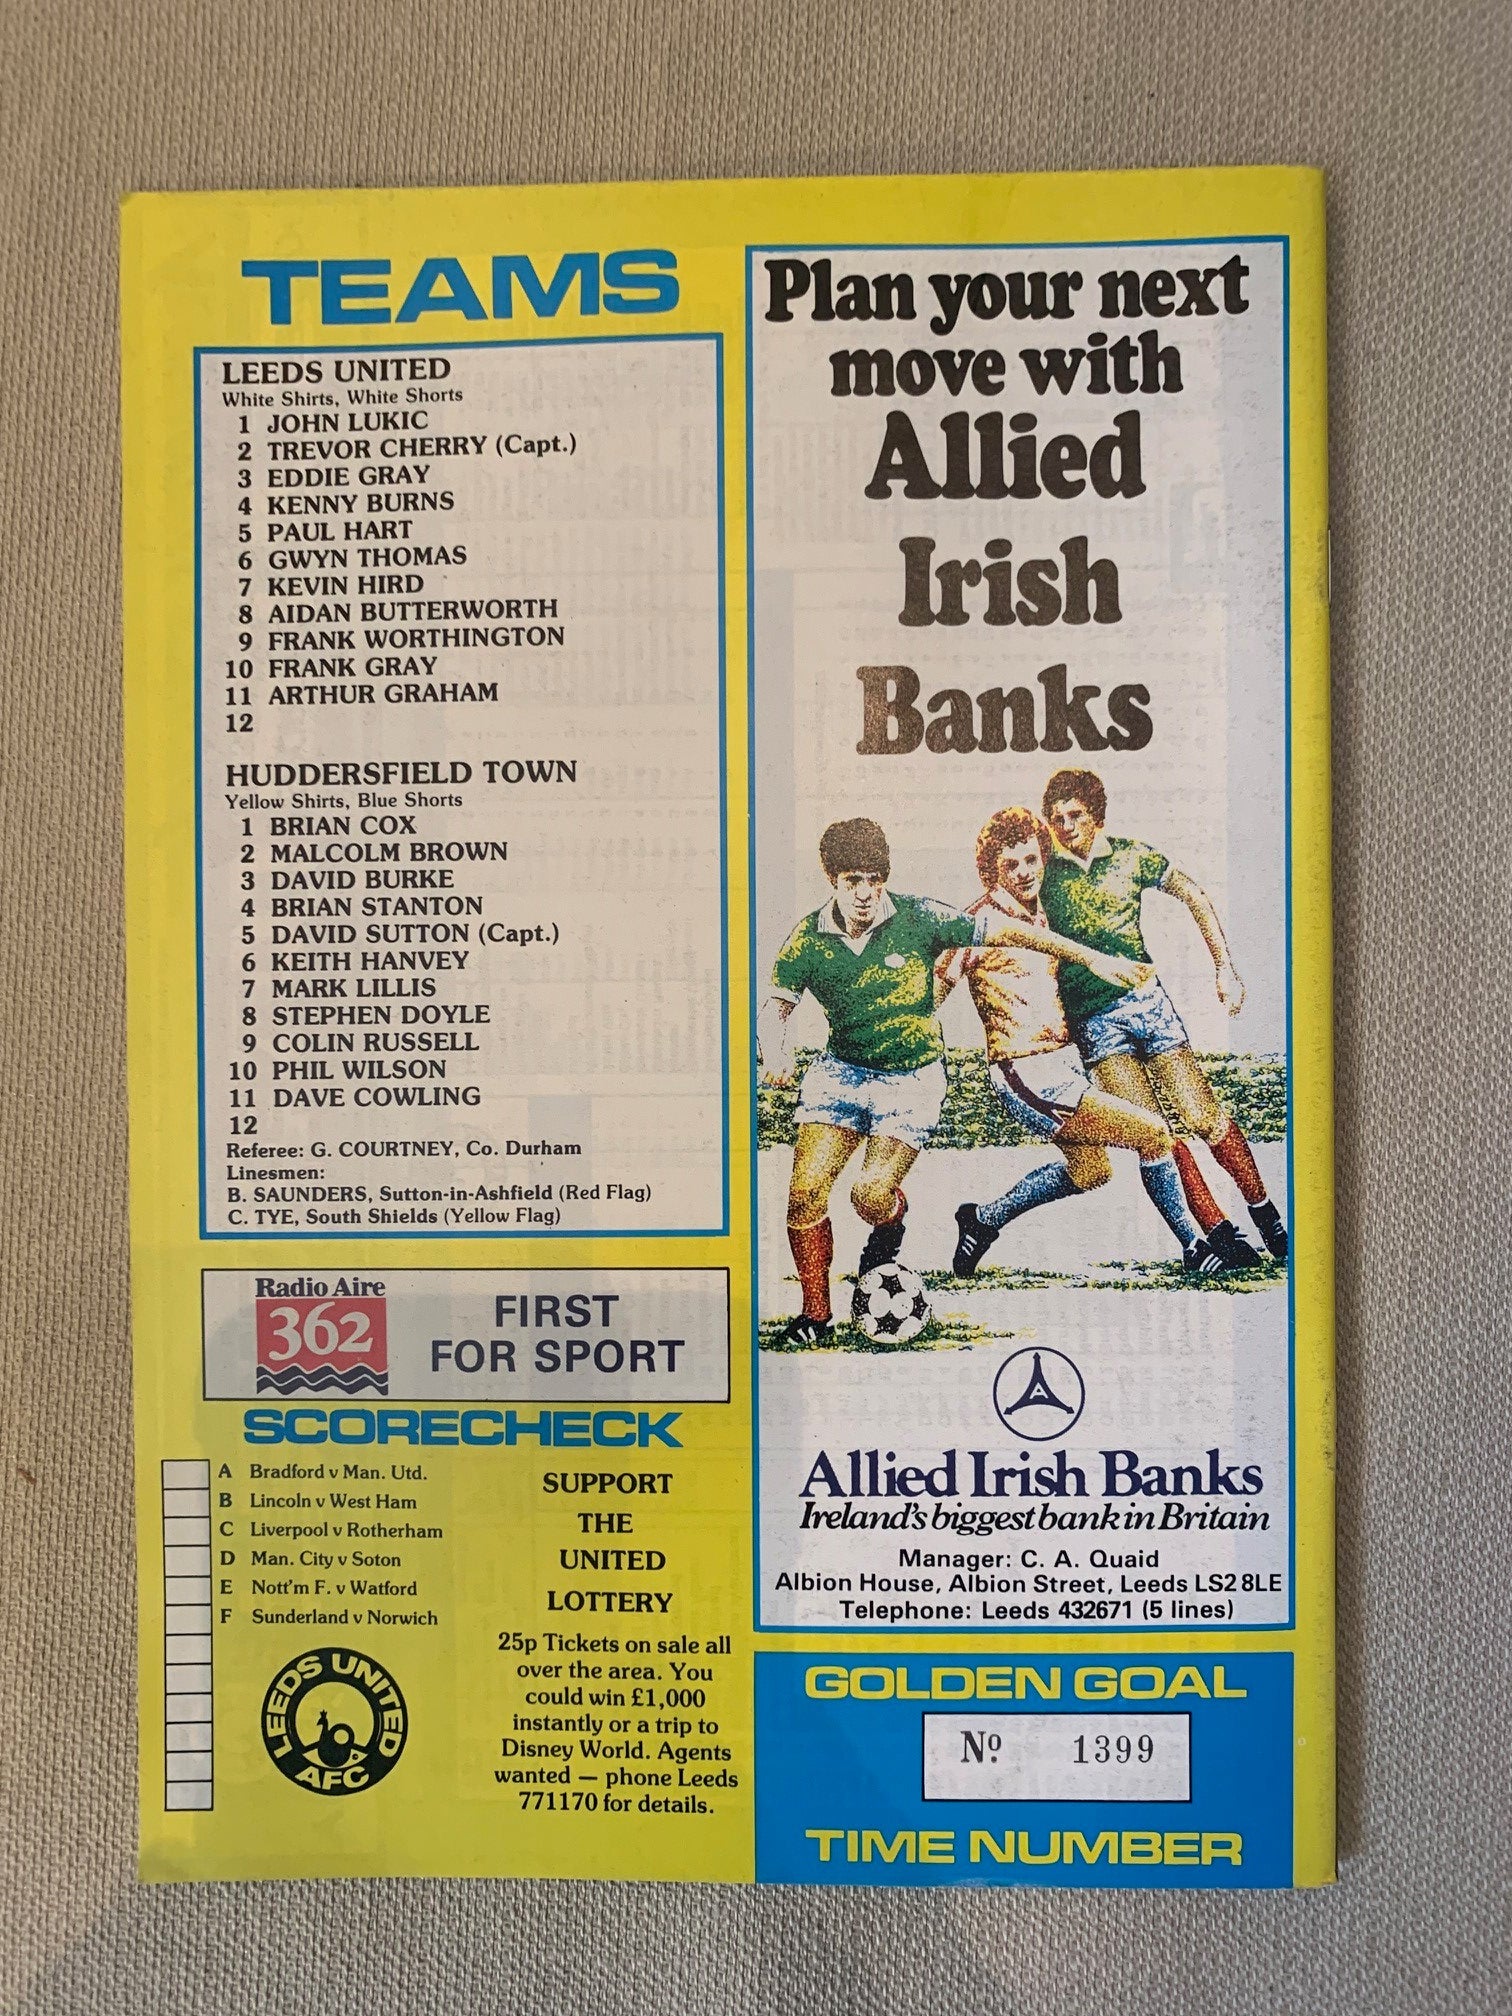 TEAMS
LEEDS UNITED
White Shirts, White Shorts
1 JOHN LUKIC
2 TREVOR CHERRY (Capt.)
3 EDDIE GRAY
4 KENNY BURNS
5 PAUL HART
6 GWYN THOMAS
7 KEVIN HIRD
8 AIDAN BUTTERWORTH
9 FRANK WORTHINGTON
10 FRANK GRAY
11 ARTHUR GRAHAM
12
HUDDERSFIELD TOWN
Yellow Shirts, Blue Shorts
1 BRIAN COX
2 MALCOLM BROWN
3 DAVID BURKE
4 BRIAN STANTON
5 DAVID SUTTON (Capt.)
6 KEITH HANVEY
7 MARK LILLIS
8 STEPHEN DOYLE
9 COLIN RUSSELL
10 PHIL WILSON
11 DAVE COWLING
12
Referee: G. COURTNEY, Co. Durham
Linesmen:
B. SAUNDERS, Sutton-in-Ashfield (Red Flag)
C. TYE, South Shields (Yellow Flag)
Radio Aire
362
FIRST
FOR SPORT
SCORECHECK
A Bradford v Man. Utd.
B Lincoln v West Ham
C Liverpool v Rotherham
D Man. City v Soton
E Nott'm F. v Watford
F Sunderland v Norwich
LEEDS UNITED
AFC
SUPPORT
THE
UNITED
LOTTERY
25p Tickets on sale all
over the area. You
could win £1,000
instantly or a trip to
Disney World. Agents
wanted — phone Leeds
771170 for details.
Plan your next
move with
Allied
Irish
Banks
A
Allied Irish Banks
Ireland's biggest bank in Britain
Manager: C. A. Quaid
Albion House, Albion Street, Leeds LS2 8LE
Telephone: Leeds 432671 (5 lines)
GOLDEN GOAL
Nº 1399
TIME NUMBER